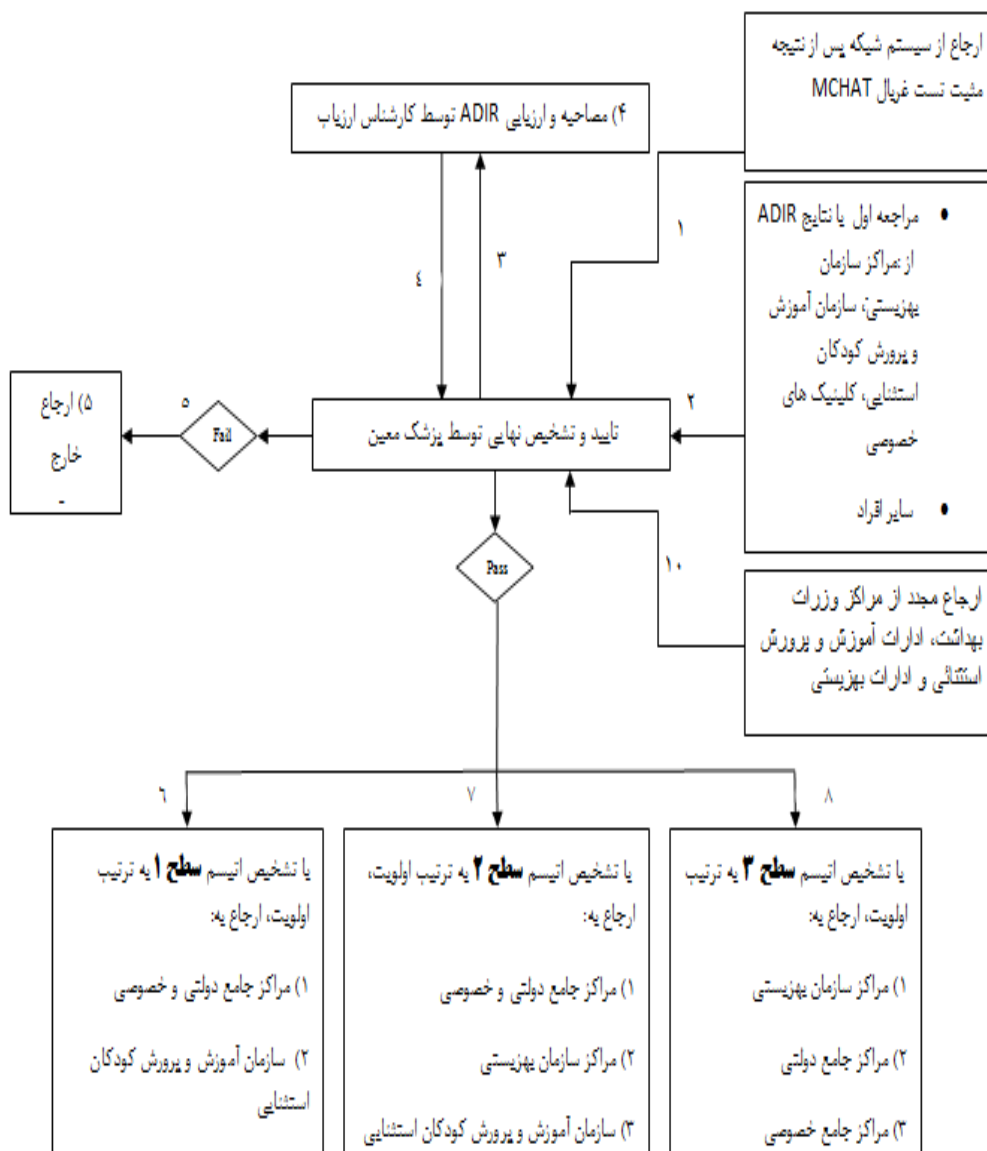 ارجاع از سیستم شبکه پس از نتیجه
مثبت تست غربال MCHAT
۴) مصاحبه و ارزیابی ADIR توسط کارشناس ارزیاب
• مراجعه اول با نتایج ADIR
از :مراکز سازمان
بهزیستی، سازمان آموزش
و پرورش کودکان
استثنایی، کلینیک های
خصوصی
• سایر افراد
۱
۳
٤
۲
۵
تایید و تشخیص نهایی توسط پزشک معین
Fail
۵) ارجاع
خارج
-
Pass
۱۰
ارجاع مجدد از مراکز وزرات
بهداشت، ادارات آموزش و پرورش
استثنائی و ادارات بهزیستی
۸
۷
۶
با تشخیص اتیسم سطح ۳ به ترتیب
اولویت، ارجاع به:
۱) مراکز سازمان بهزیستی
۲) مراکز جامع دولتی
۳) مراکز جامع خصوصی
با تشخیص اتیسم سطح ۲ به ترتیب اولویت،
ارجاع به:
۱) مراکز جامع دولتی و خصوصی
۲) مراکز سازمان بهزیستی
۳) سازمان آموزش و پرورش کودکان استثنایی
با تشخیص اتیسم سطح ۱ به ترتیب
اولویت، ارجاع به:
۱) مراکز جامع دولتی و خصوصی
۲) سازمان آموزش و پرورش کودکان
استثنایی